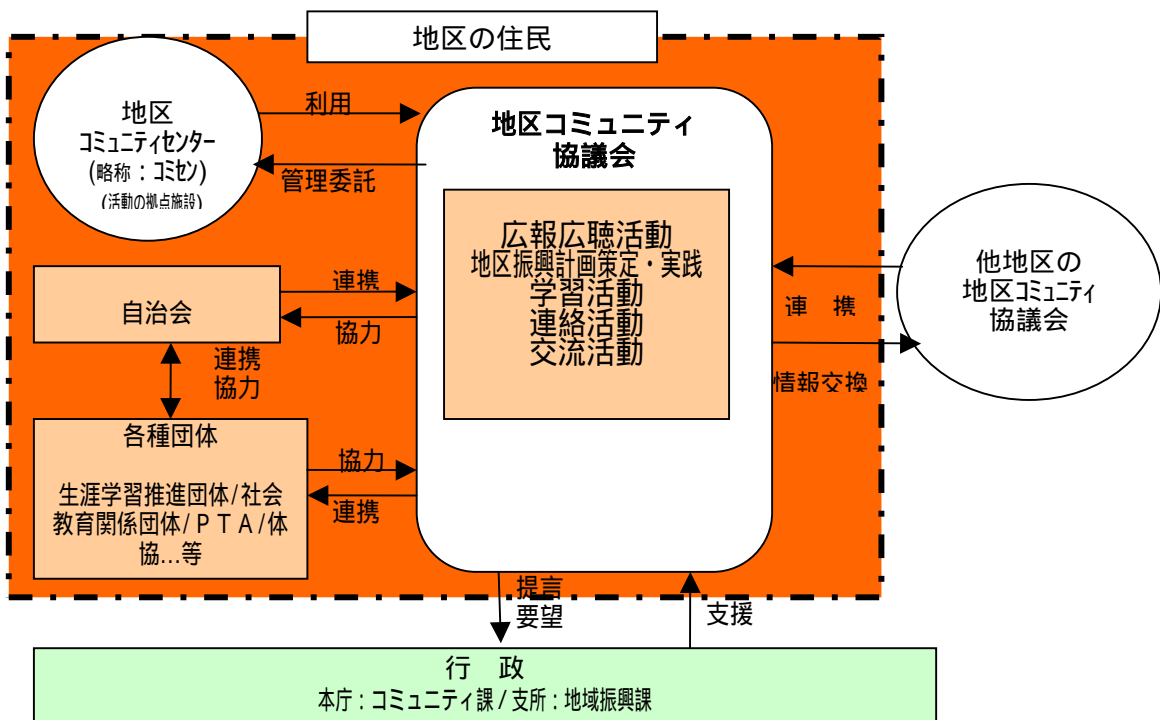 地区の住民
地区
コミュニティセンター
(略称：コミセン)
(活動の拠点施設)
利用
管理委託
地区コミュニティ
協議会
広報広聴活動
地区振興計画策定・実践
学習活動
連絡活動
交流活動
自治会
連携
協力
連携
協力
各種団体
生涯学習推進団体/社会
教育関係団体/ＰＴＡ/体
協...等
協力
連携
連　携
情報交換
他地区の
地区コミュニティ
協議会
提言
要望
支援
行　政
本庁：コミュニティ課/支所：地域振興課